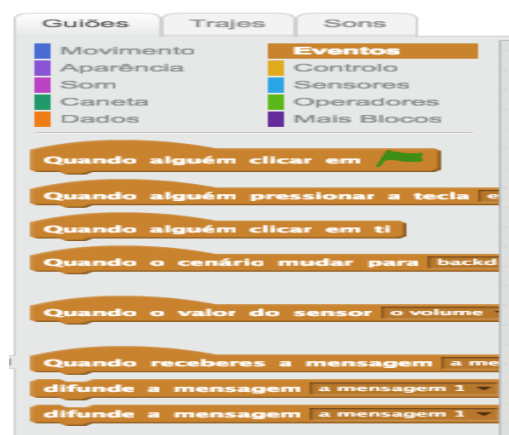 Guiões Trajes Sons
Movimento Eventos
Aparência Controlo
Som Sensores
Caneta Operadores
Dados Mais Blocos
Quando alguém clicar em
Quando alguém pressionar a tecla e
Quando alguém clicar em ti
Quando o cenário mudar para backd
Quando o valor do sensor o volume
Quando receberes a mensagem a me
difunde a mensagem a mensagem 1
difunde a mensagem a mensagem 1